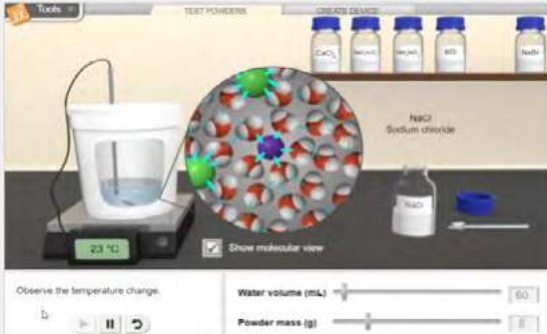 Tools
TEST POWDERS
CREATE DEVICE
CaCl₂
KCl
NaBr
NaCl
Sodium chloride
NaCl
23 °C
Show molecular view
Observe the temperature change.
Water volume (mL)
60
Powder mass (g)
8